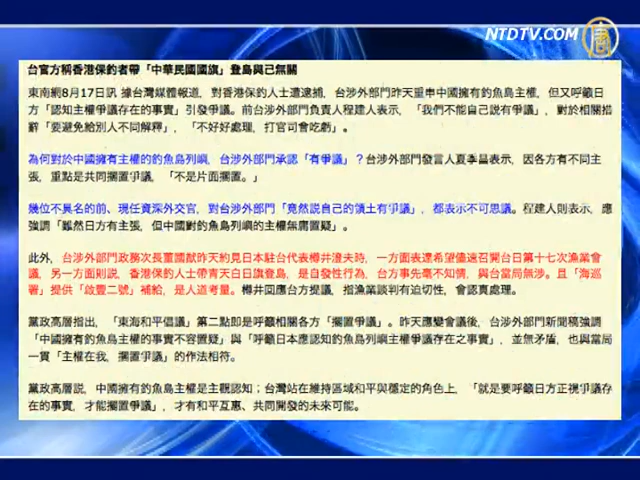 NTDTV.COM
台官方稱香港保釣者帶「中華民國國旗」登島與己無關
東南網8月17日訊 據台灣媒體報道，對香港保釣人士遭逮捕，台涉外部門昨天重申中國擁有釣魚島主權，但又呼籲日
方「認知主權爭議存在的事實」引發爭議。前台涉外部門負責人程建人表示，「我們不能自己說有爭議」，對於相關措
辭「要避免給別人不同解釋」，「不好好處理，打官司會吃虧」。
為何對於中國擁有主權的釣魚島列嶼，台涉外部門承認「有爭議」？台涉外部門發言人夏季昌表示，因各方有不同主
張，重點是共同擱置爭議，「不是片面擱置。」
幾位不具名的前、現任資深外交官，對台涉外部門「竟然說自己的領土有爭議」，都表示不可思議。程建人則表示，應
強調「雖然日方有主張，但中國對釣魚島列嶼的主權無庸置疑」。
此外，台涉外部門政務次長董國猷昨天約見日本駐台代表樽井澄夫時，一方面表達希望儘速召開台日第十七次漁業會
議，另一方面則說，香港保釣人士帶青天白日旗登島，是自發性行為，台方事先毫不知情，與台當局無涉。且「海巡
署」提供「啟豐二號」補給，是人道考量。樽井回應台方提議，指漁業談判有迫切性，會認真處理。
黨政高層指出，「東海和平倡議」第二點即是呼籲相關各方「擱置爭議」。昨天應變會議後，台涉外部門新聞稿強調
「中國擁有釣魚島的事實不容置疑」與「呼籲日本應認知釣魚島列嶼主權爭議存在之事實」，並無矛盾，也與當局
一貫「主權在我，擱置爭議」的作法相符。
黨政高層說，中國擁有釣魚島主權是主觀認知；台灣站在維持區域和平與穩定的角色上，「就是要呼籲日方正視爭議存
在的事實，才能擱置爭議」，才有和平互惠、共同開發的未來可能。